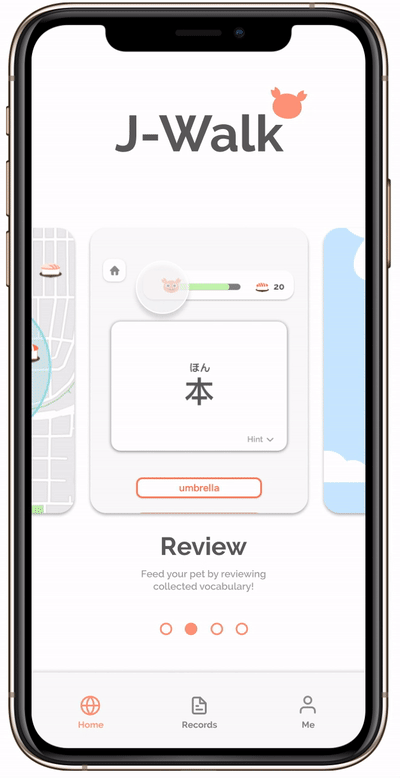 J-Walk
20
ほん
本
Hint
umbrella
Review
Feed your pet by reviewing
collected vocabulary!
Home
Records
Me